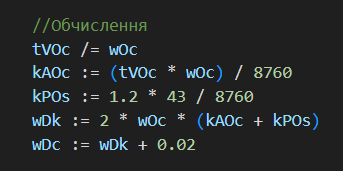 //Обчислення
tVOc /= wOc
kAOc := (tVOc * wOc) / 8760
kPOs := 1.2 * 43 / 8760
wDk := 2 * wOc * (kAOc + kPOs)
wDc := wDk + 0.02